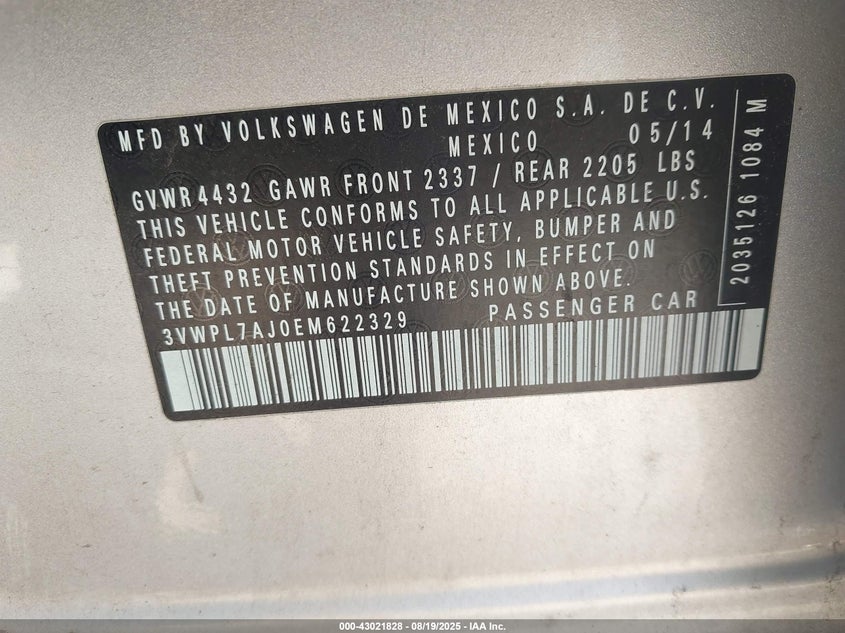 MFD BY VOLKSWAGEN DE MEXICO S.A. DE C.V.
MEXICO 05/14
GVWR 4432 GAWR FRONT 2337 / REAR 2205 LBS
THIS VEHICLE CONFORMS TO ALL APPLICABLE U.S.
FEDERAL MOTOR VEHICLE SAFETY, BUMPER AND
THEFT PREVENTION STANDARDS IN EFFECT ON
THE DATE OF MANUFACTURE SHOWN ABOVE.
3VWPL7AJ0EM622329 PASSENGER CAR
2035126 1084 M
000-43021828 - 08/19/2025 - IAA Inc.